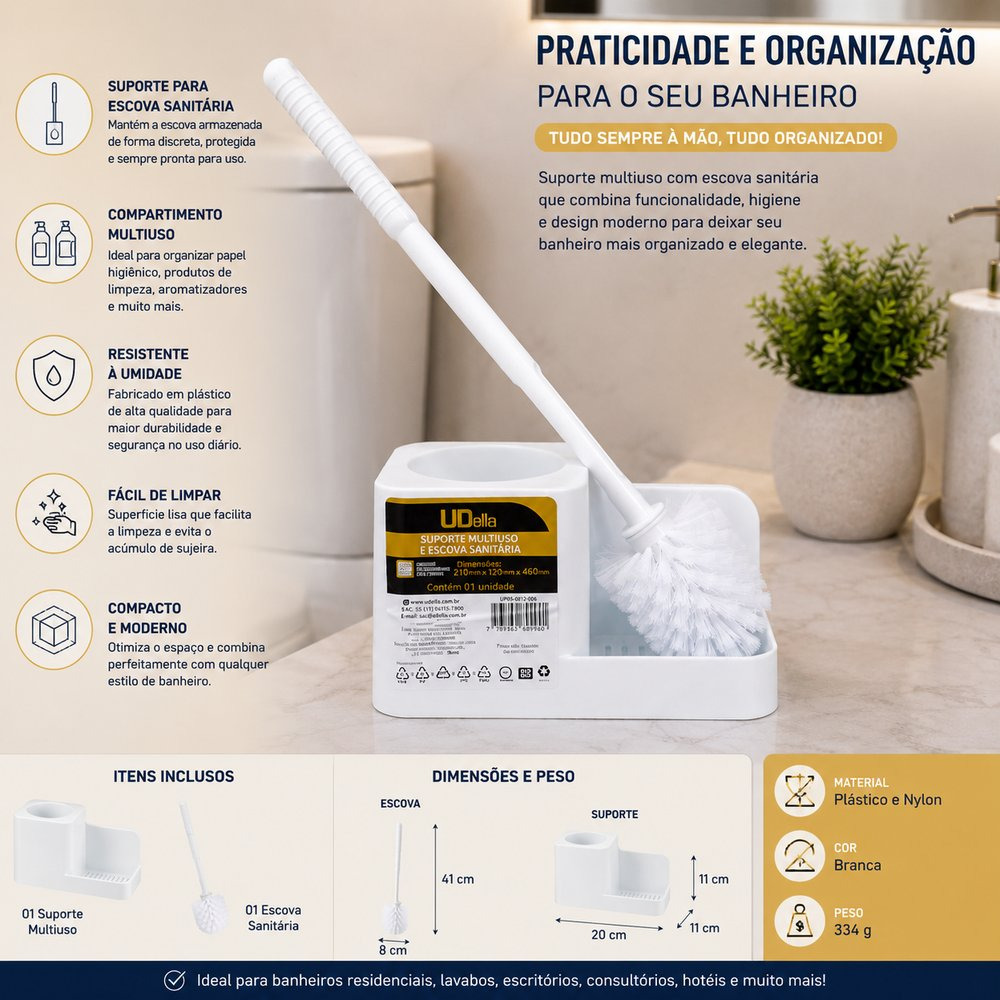 PRATICIDADE E ORGANIZAÇÃO
PARA O SEU BANHEIRO
TUDO SEMPRE À MÃO, TUDO ORGANIZADO!
Suporte multiuso com escova sanitária
que combina funcionalidade, higiene
e design moderno para deixar seu
banheiro mais organizado e elegante.
SUPORTE PARA
ESCOVA SANITÁRIA
Mantém a escova armazenada
de forma discreta, protegida
e sempre pronta para uso.
COMPARTIMENTO
MULTIUSO
Ideal para organizar papel
higiênico, produtos de
limpeza, aromatizadores
e muito mais.
RESISTENTE
À UMIDADE
Fabricado em plástico
de alta qualidade para
maior durabilidade e
segurança no uso diário.
FÁCIL DE LIMPAR
Superfície lisa que facilita
a limpeza e evita o
acúmulo de sujeira.
COMPACTO
E MODERNO
Otimiza o espaço e combina
perfeitamente com qualquer
estilo de banheiro.
UDella
SUPORTE MULTIUSO
E ESCOVA SANITÁRIA
Dimensões:
210mm x 120mm x 460mm
Contém 01 unidade
www.udella.com.br
ITENS INCLUSOS
01 Suporte
Multiuso
01 Escova
Sanitária
DIMENSÕES E PESO
ESCOVA
41 cm
8 cm
SUPORTE
11 cm
11 cm
20 cm
MATERIAL
Plástico e Nylon
COR
Branca
PESO
334 g
Ideal para banheiros residenciais, lavabos, escritórios, consultórios, hotéis e muito mais!